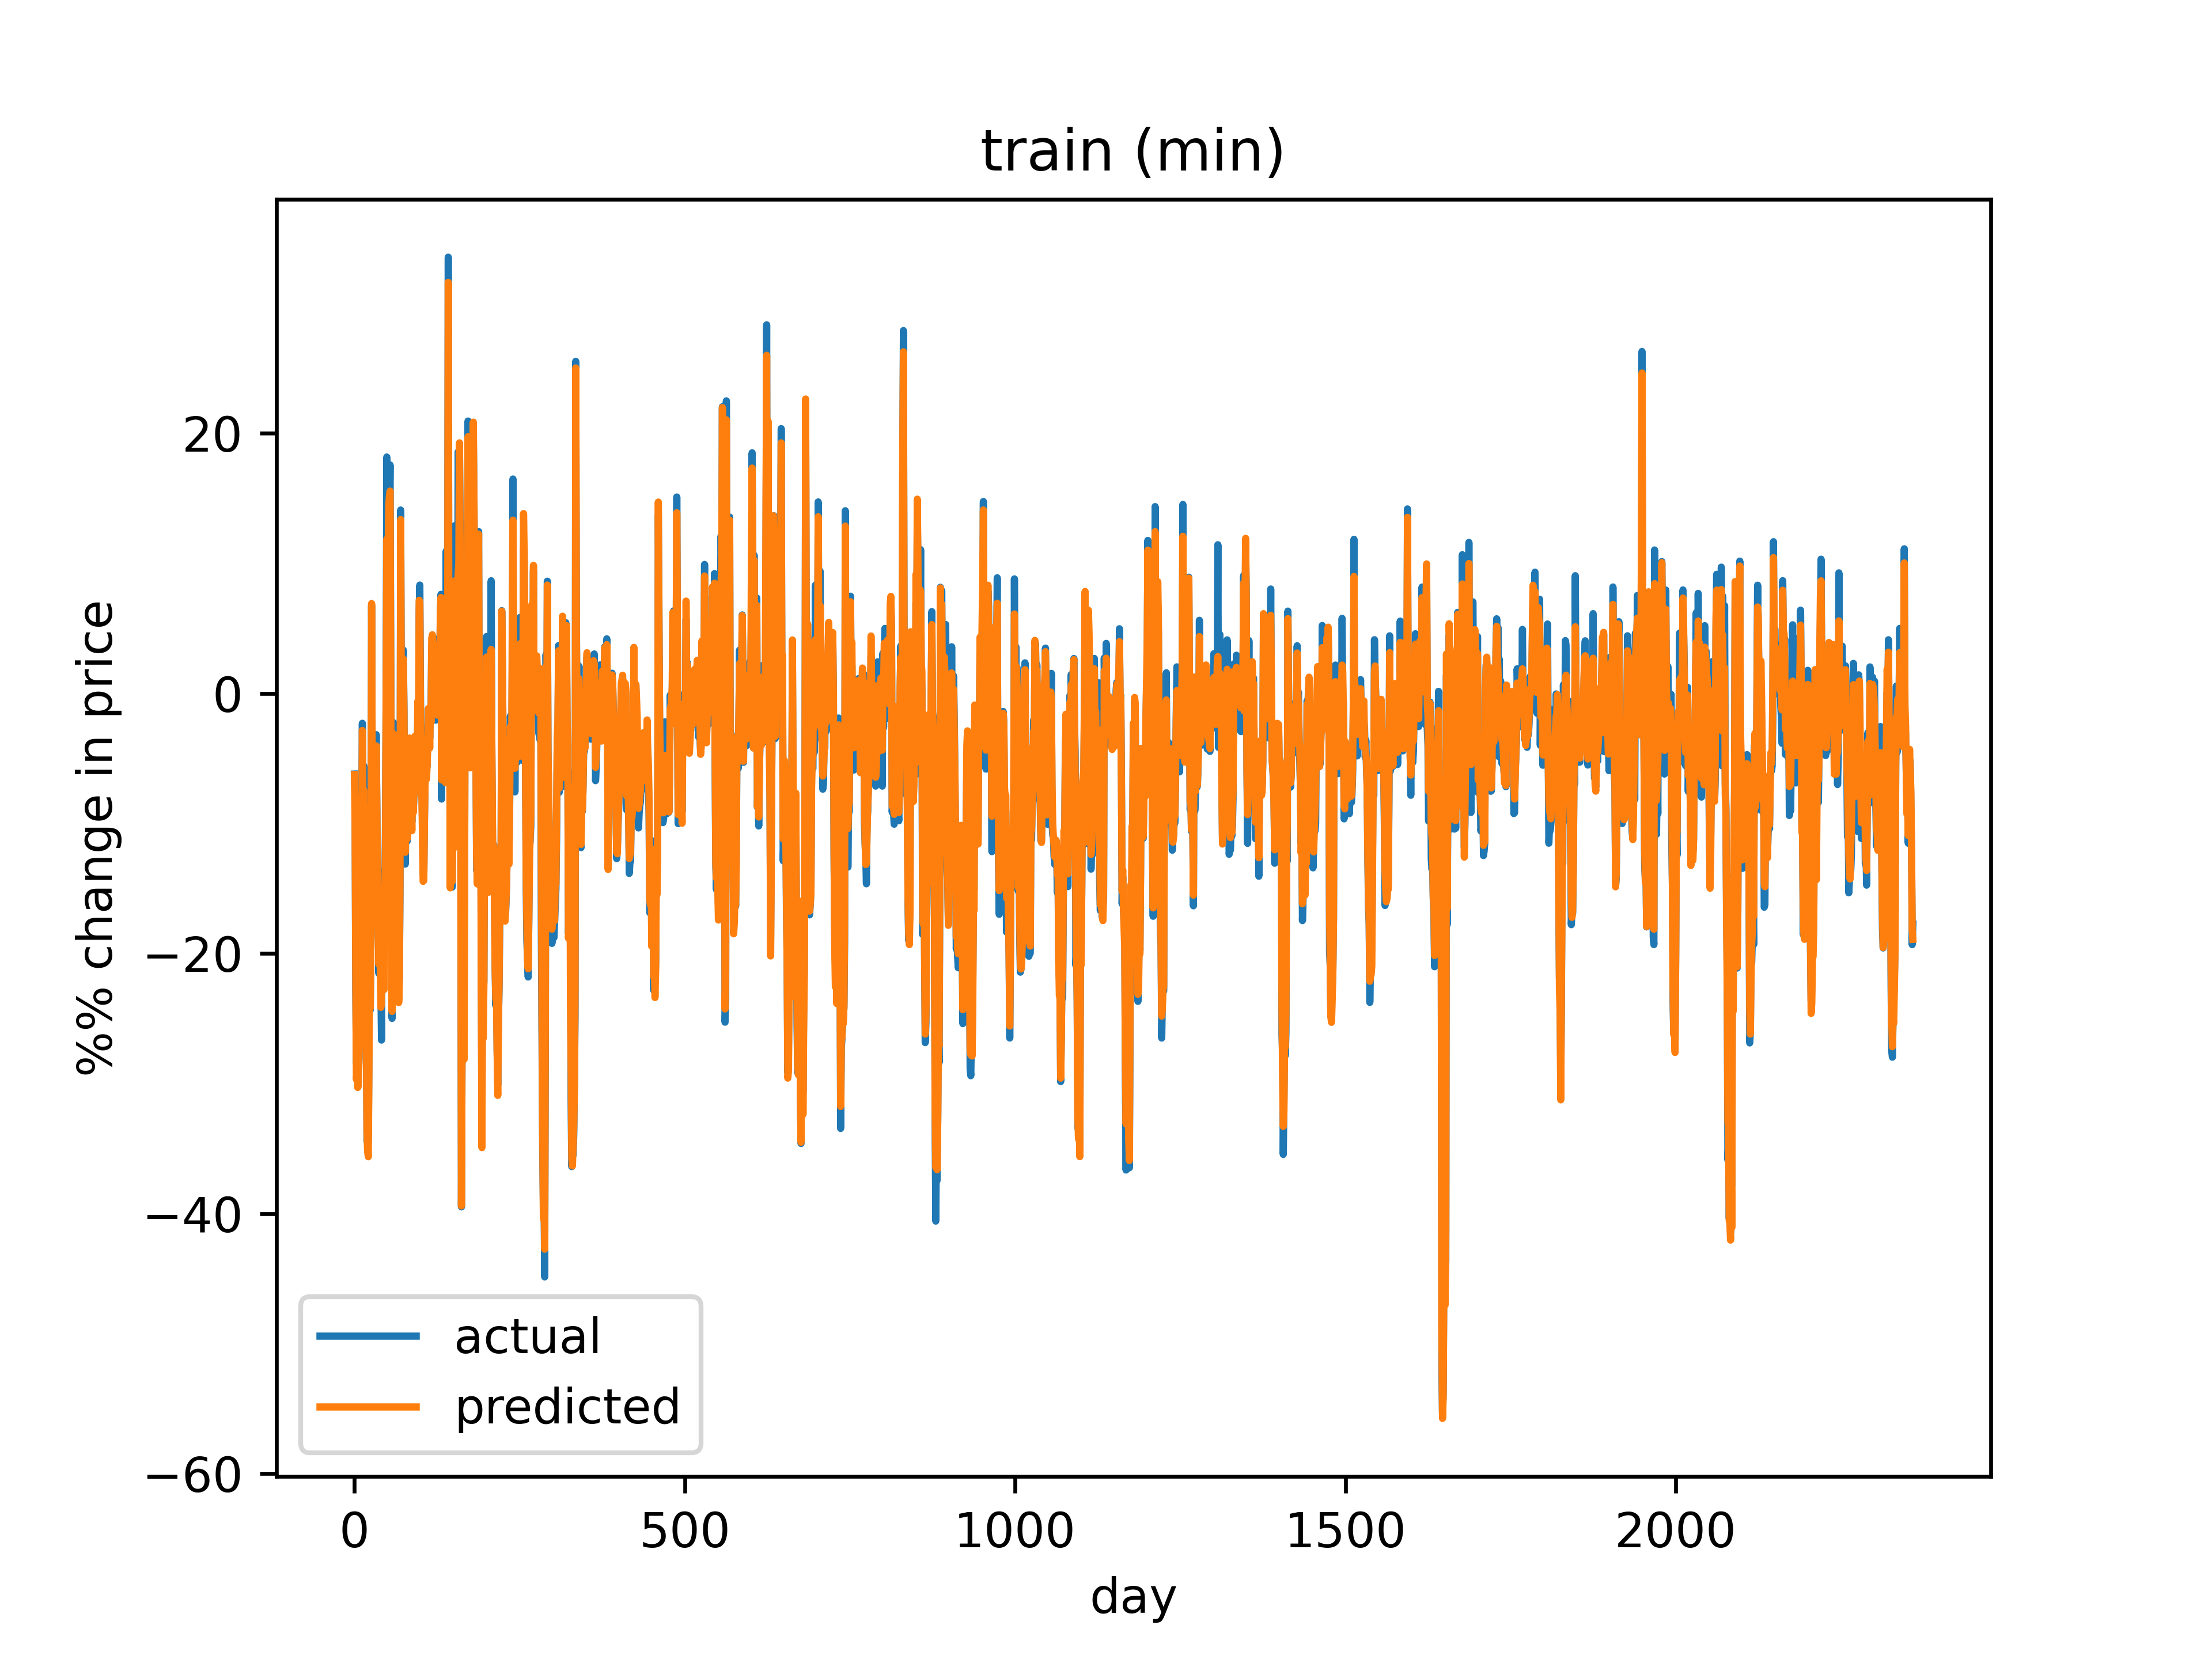 train (min)
%% change in price
20
0
−20
−40
−60
actual
predicted
0 500 1000 1500 2000
day